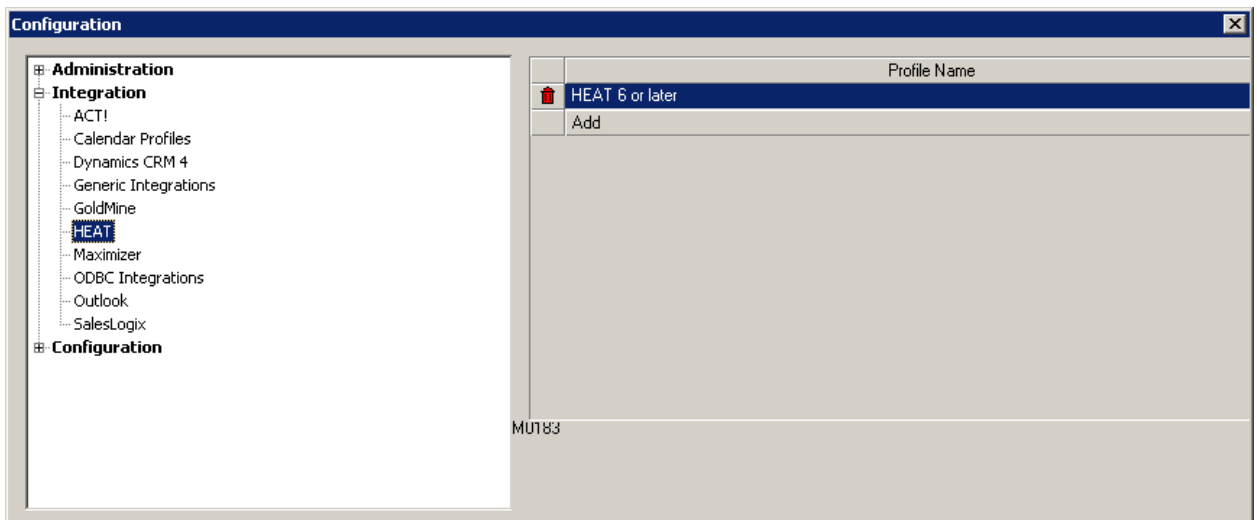 Configuration
Administration
Integration
ACT!
Calendar Profiles
Dynamics CRM 4
Generic Integrations
GoldMine
HEAT
Maximizer
ODBC Integrations
Outlook
SalesLogix
Configuration
Profile Name
HEAT 6 or later
Add
M0183